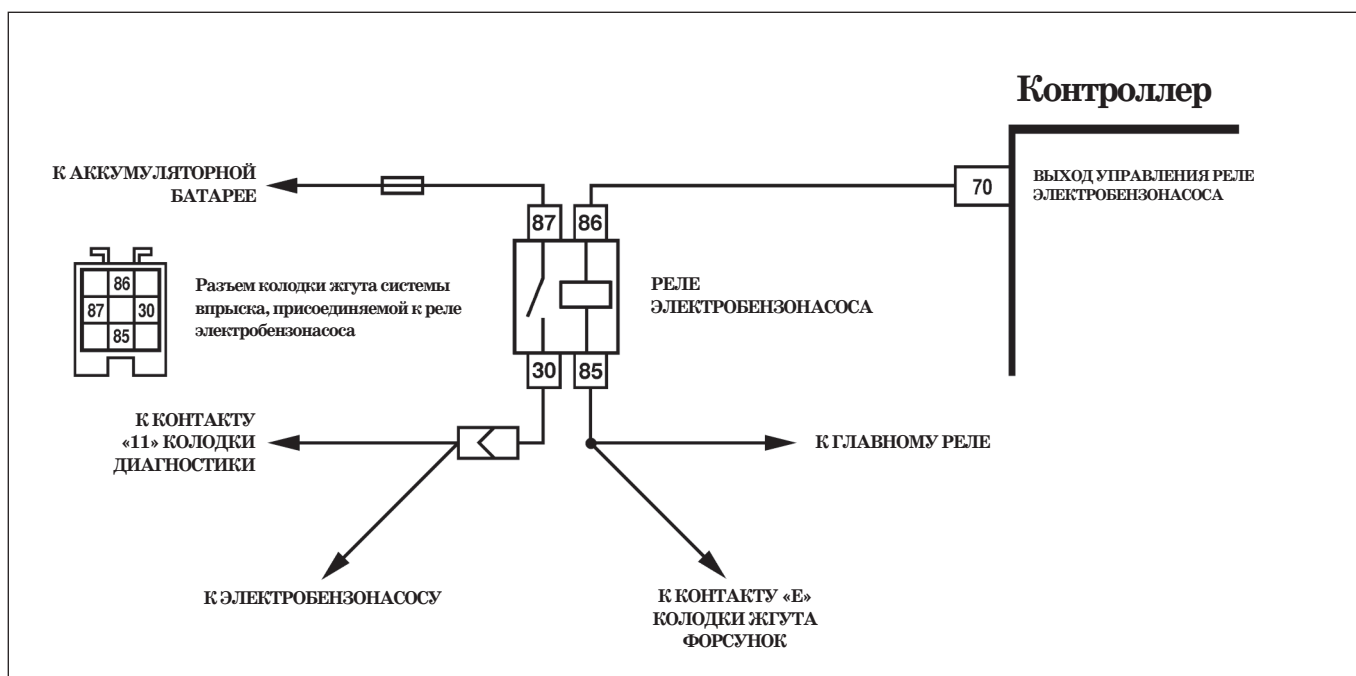 Контроллер
К АККУМУЛЯТОРНОЙ
БАТАРЕЕ
70
ВЫХОД УПРАВЛЕНИЯ РЕЛЕ
ЭЛЕКТРОБЕНЗОНАСОСА
87
86
86
87
30
85
Разъем колодки жгута системы
впрыска, присоединяемой к реле
электробензонасоса
РЕЛЕ
ЭЛЕКТРОБЕНЗОНАСОСА
30
85
К КОНТАКТУ
«11» КОЛОДКИ
ДИАГНОСТИКИ
К ГЛАВНОМУ РЕЛЕ
К ЭЛЕКТРОБЕНЗОНАСОСУ
К КОНТАКТУ «Е»
КОЛОДКИ ЖГУТА
ФОРСУНОК